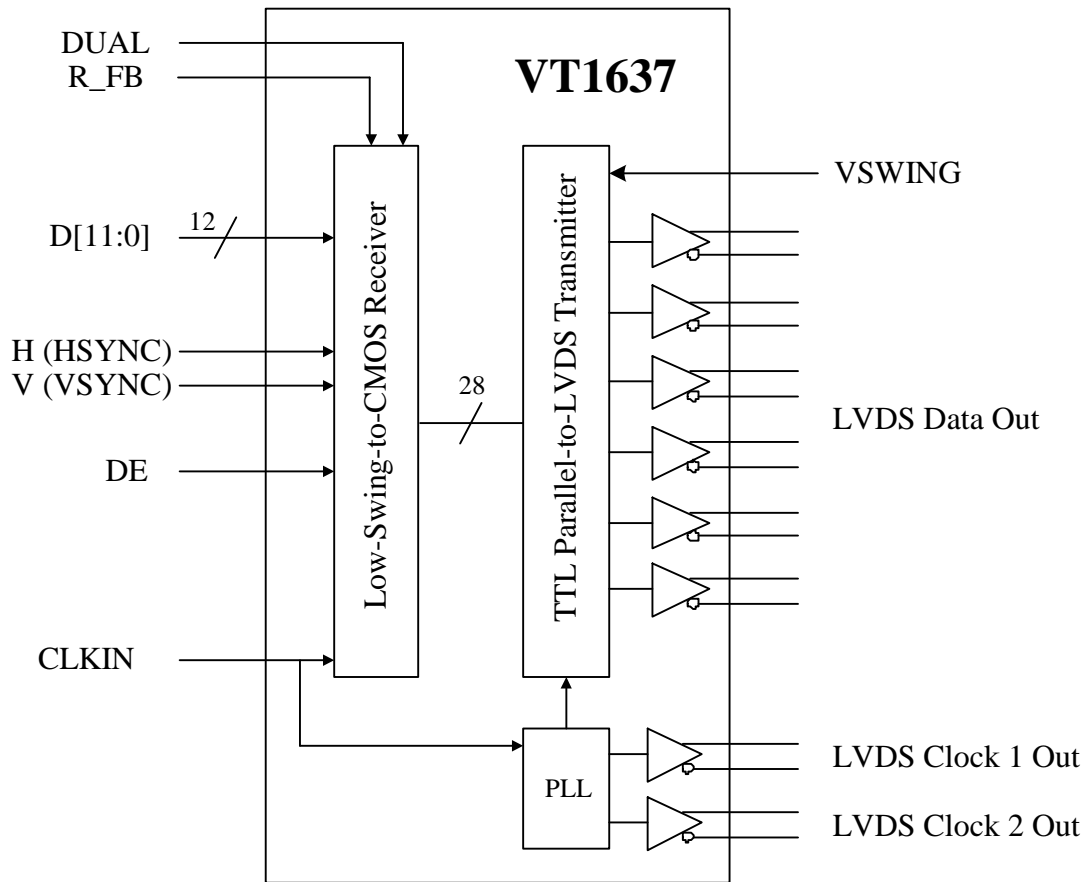 DUAL
R_FB
VT1637
VSWING
D[11:0]
12
H (HSYNC)
V (VSYNC)
DE
CLKIN
Low-Swing-to-CMOS Receiver
28
TTL Parallel-to-LVDS Transmitter
LVDS Data Out
PLL
LVDS Clock 1 Out
LVDS Clock 2 Out